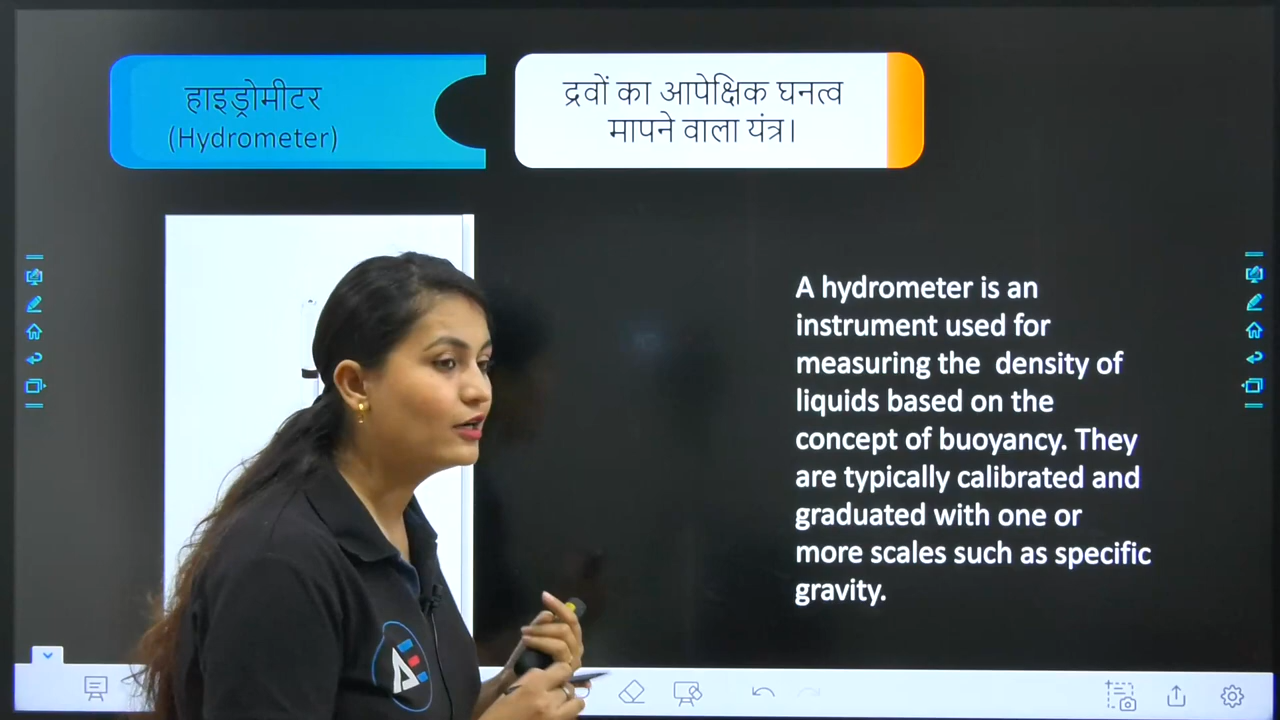 हाइड्रोमीटर
(Hydrometer)
द्रवों का आपेक्षिक घनत्व
मापने वाला यंत्र।
A hydrometer is an
instrument used for
measuring the density of
liquids based on the
concept of buoyancy. They
are typically calibrated and
graduated with one or
more scales such as specific
gravity.